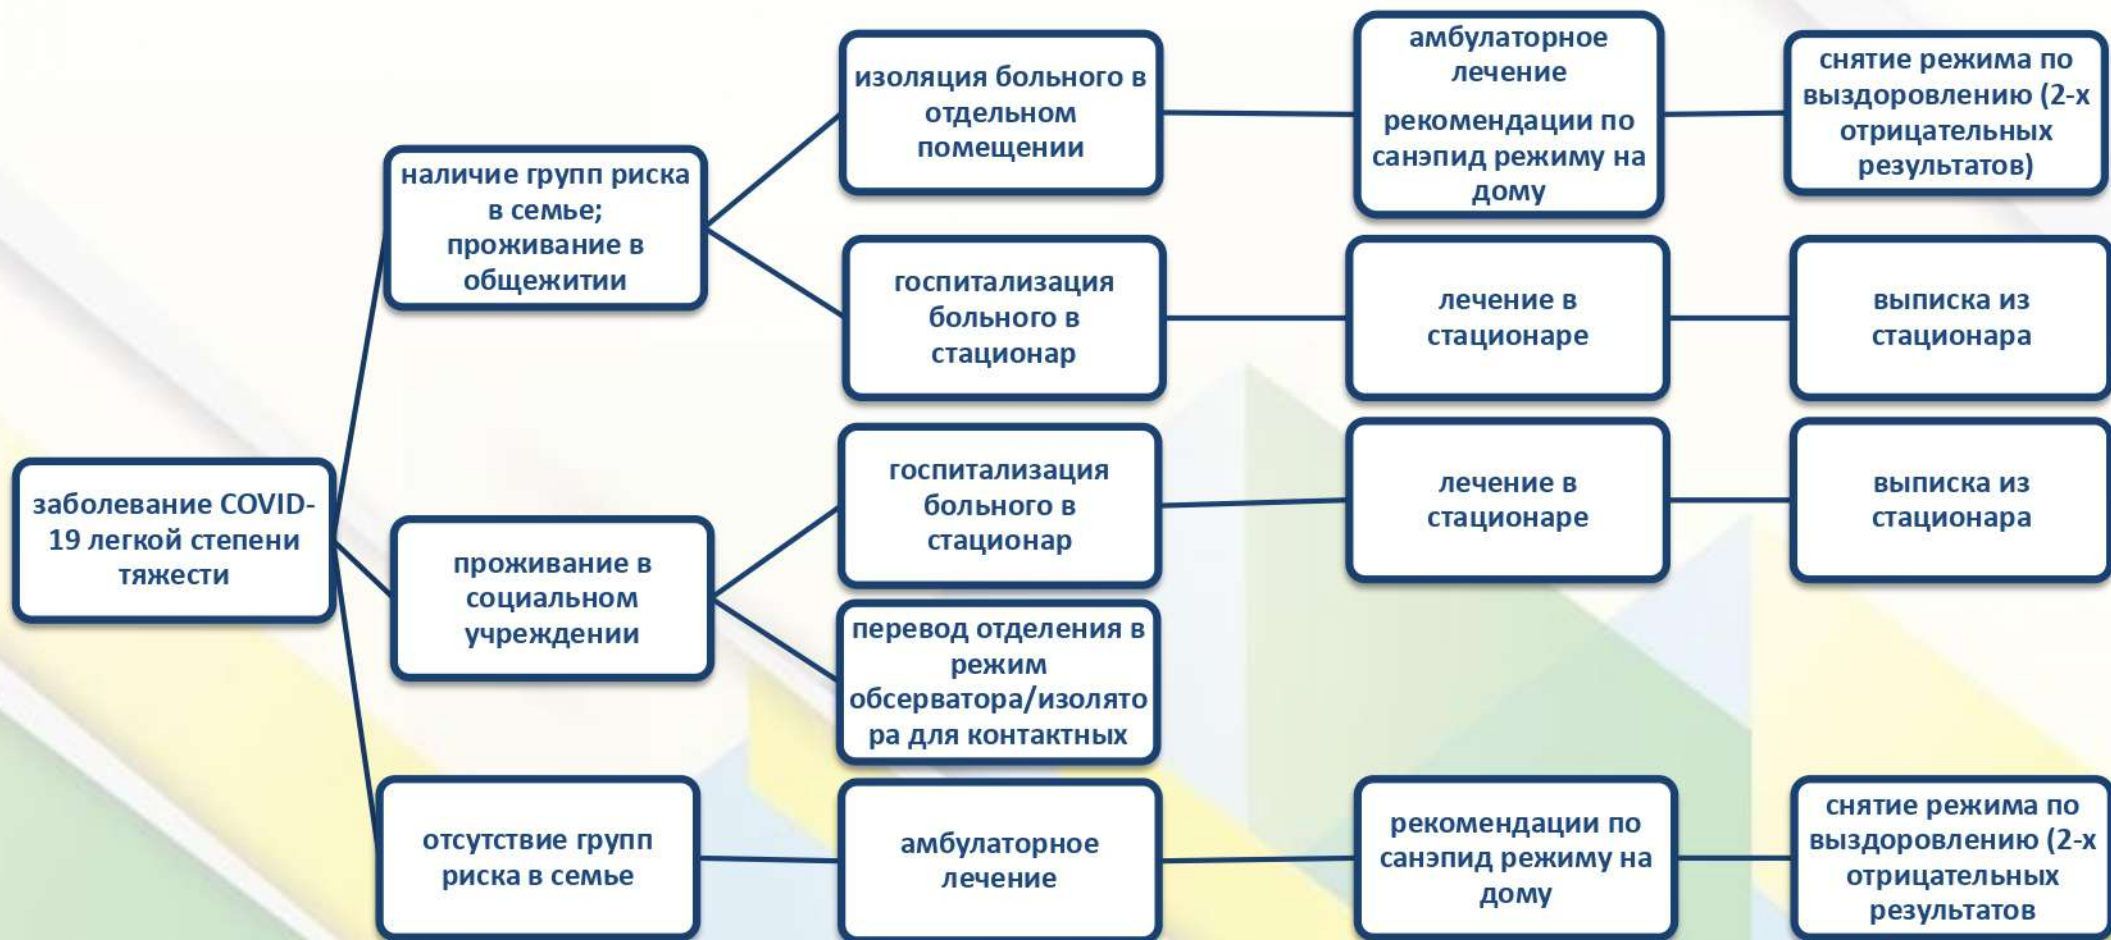 заболевание COVID-
19 легкой степени
тяжести
наличие групп риска
в семье;
проживание в
общежитии
изоляция больного в
отдельном
помещении
амбулаторное
лечение
рекомендации по
санэпид режиму на
дому
снятие режима по
выздоровлению (2-х
отрицательных
результатов)
госпитализация
больного в
стационар
лечение в
стационаре
выписка из
стационара
проживание в
социальном
учреждении
госпитализация
больного в
стационар
лечение в
стационаре
выписка из
стационара
перевод отделения в
режим
обсерватора/изолято
ра для контактных
отсутствие групп
риска в семье
амбулаторное
лечение
рекомендации по
санэпид режиму на
дому
снятие режима по
выздоровлению (2-х
отрицательных
результатов